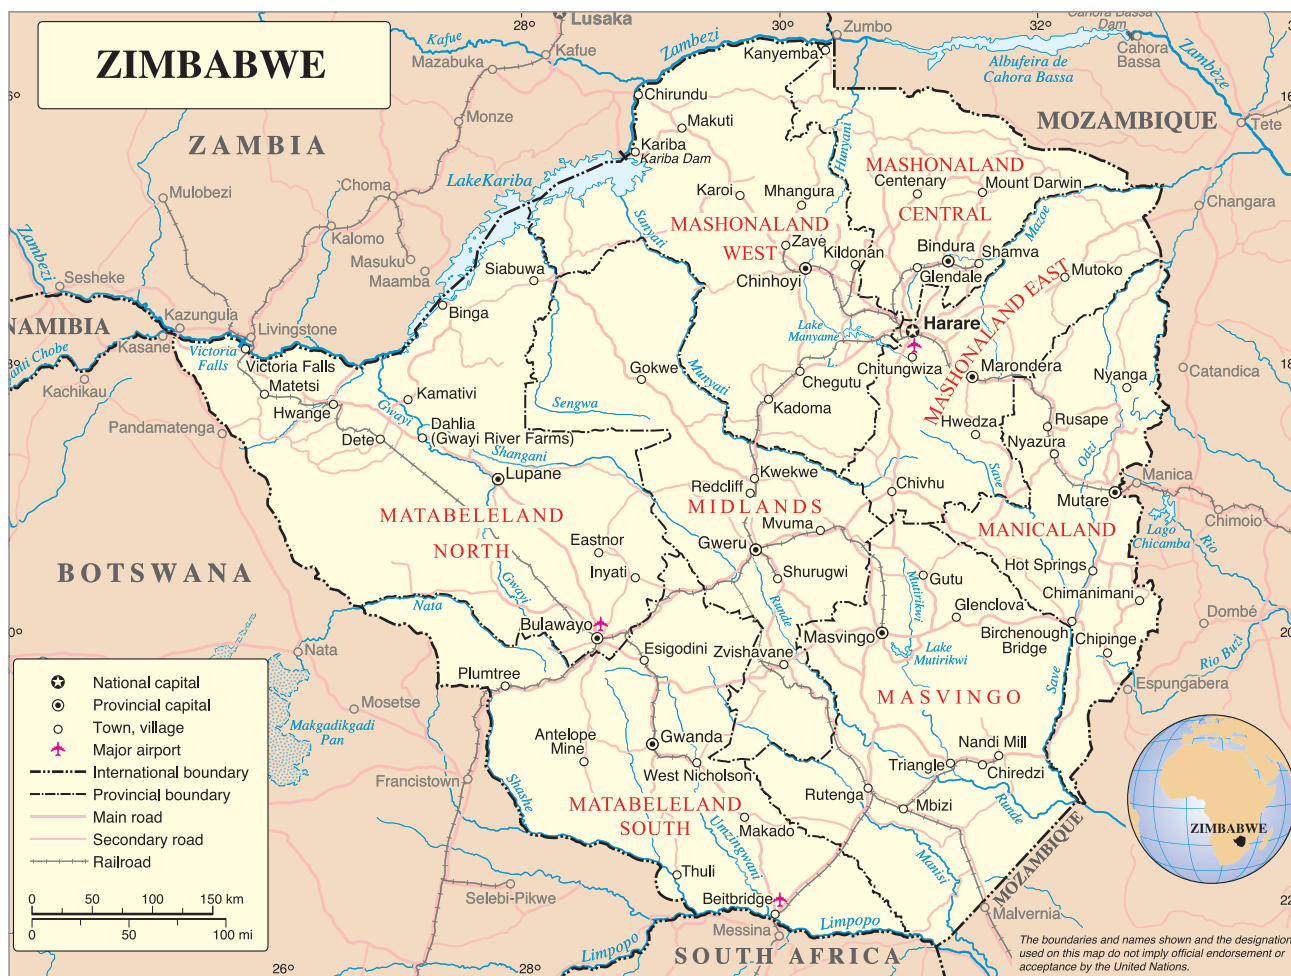 28°
30°
32°
Lusaka
ZIMBABWE
Kafue
Kafue
Mazabuka
Zambezi
Kanyemba
Zumbo
Cahora Bassa
Dam
Cahora
Bassa
Albufeira de
Cahora Bassa
Zambèze
Chirundu
Monze
Makuti
MOZAMBIQUE
Tete
16
ZAMBIA
Kariba
Kariba Dam
Hunyani
MASHONALAND
CENTRAL
Centenary
Mount Darwin
Lake Kariba
Choma
Mulobezi
Karoi
Mhangura
Changara
Sanyati
MASHONALAND
WEST
Mazoe
Kalomo
Zave
Kildonan
Bindura
Shamva
Masuku
Maamba
Siabuwa
Chinhoyi
Glendale
Mutoko
Zambezi
Sesheke
Binga
MASHONALAND EAST
NAMIBIA
Kazungula
Livingstone
Lake
Manyame
Harare
Kasane
Victoria
Falls
Victoria Falls
Kachikau
Matetsi
Gokwe
Munyati
Chegutu
Chitungwiza
Marondera
Nyanga
Catandica
Hwange
Kamativi
Sengwa
Kadoma
Hwedza
Rusape
Pandamatenga
Gwayi
Dahlia
(Gwayi River Farms)
Dete
Nyazura
Odzi
Shangani
Lupane
Kwekwe
Redcliff
Chivhu
Save
Manica
Mutare
MATABELELAND
NORTH
MIDLANDS
Mvuma
MANICALAND
Chimoio
Lago
Chicamba
Rio
Eastnor
Gweru
Hot Springs
BOTSWANA
Inyati
Shurugwi
Mutirikwi
Gutu
Chimanimani
Gwayi
Nata
Runde
Glenclova
Dombé
Bulawayo
Masvingo
Birchenough
Bridge
Chipinge
Rio Buzi
Nata
Esigodini
Zvishavane
Lake
Mutirikwi
Plumtree
Save
Espungabera
MASVINGO
National capital
Provincial capital
Town, village
Major airport
International boundary
Provincial boundary
Main road
Secondary road
Railroad
0 50 100 150 km
0 50 100 mi
Mosetse
Makgadikgadi
Pan
Antelope
Mine
Gwanda
Nandi Mill
Francistown
West Nicholson
Triangle
Chiredzi
Shashe
Rutenga
Mbizi
Runde
MATABELELAND
SOUTH
Umzingwani
Makado
ZIMBABWE
Thuli
Manisi
MOZAMBIQUE
Selebi-Pikwe
Beitbridge
Messina
Limpopo
Malvernia
Limpopo
SOUTH AFRICA
26°
28°
The boundaries and names shown and the designation
used on this map do not imply official endorsement or
acceptance by the United Nations.